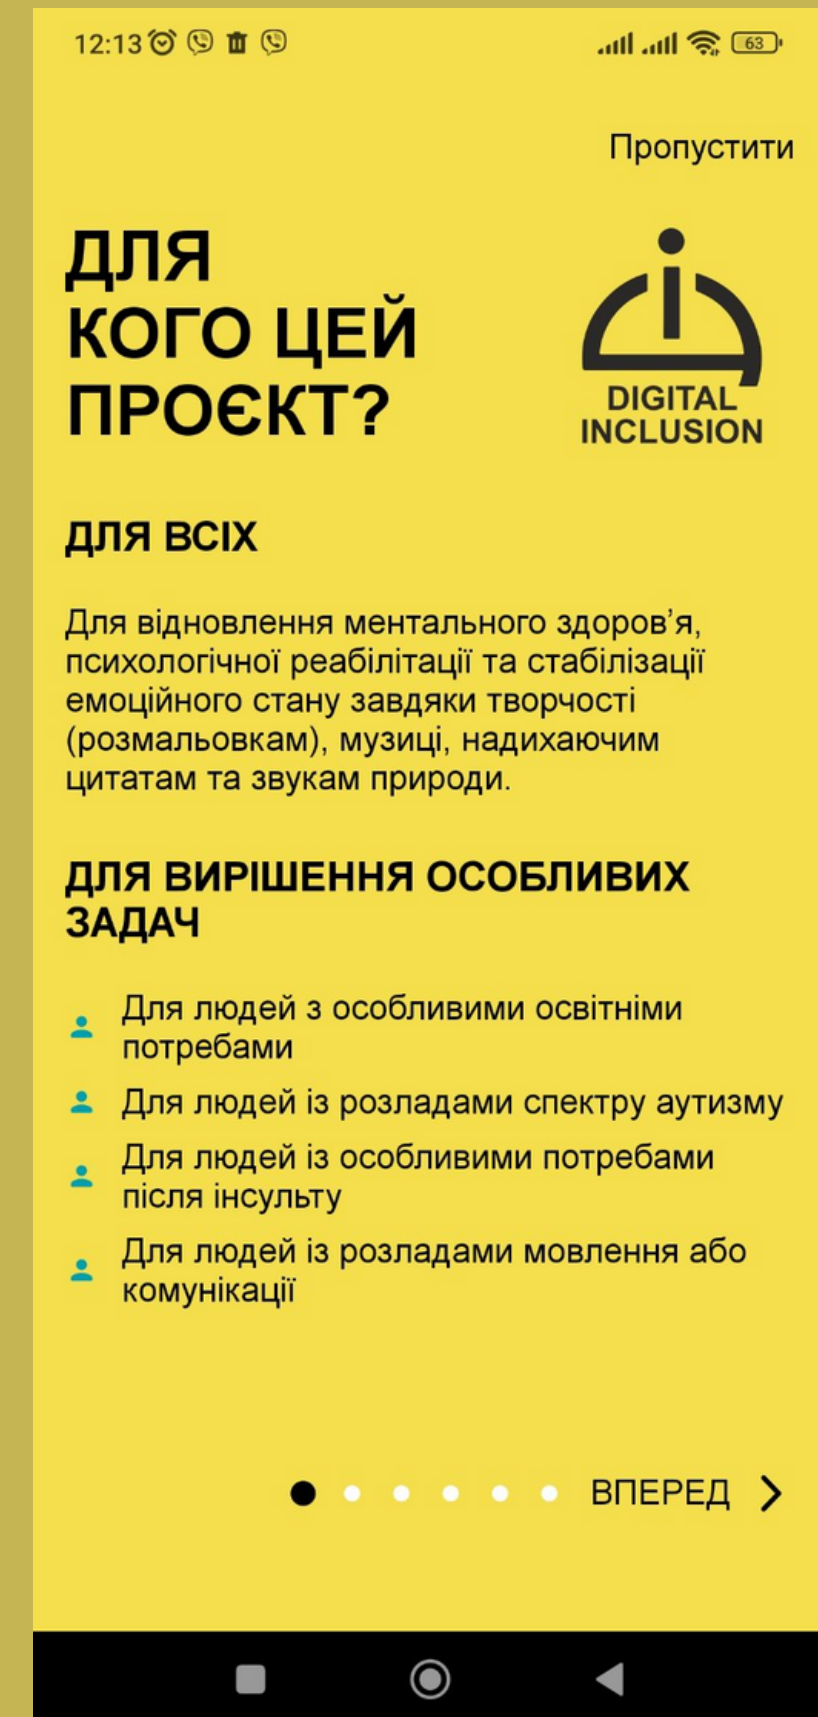 12:13
63
Пропустити
ДЛЯ
КОГО ЦЕЙ
ПРОЄКТ?
DIGITAL
INCLUSION
ДЛЯ ВСІХ
Для відновлення ментального здоров’я,
психологічної реабілітації та стабілізації
емоційного стану завдяки творчості
(розмальовкам), музиці, надихаючим
цитатам та звукам природи.
ДЛЯ ВИРІШЕННЯ ОСОБЛИВИХ
ЗАДАЧ
Для людей з особливими освітніми
потребами
Для людей із розладами спектру аутизму
Для людей із особливими потребами
після інсульту
Для людей із розладами мовлення або
комунікації
ВПЕРЕД